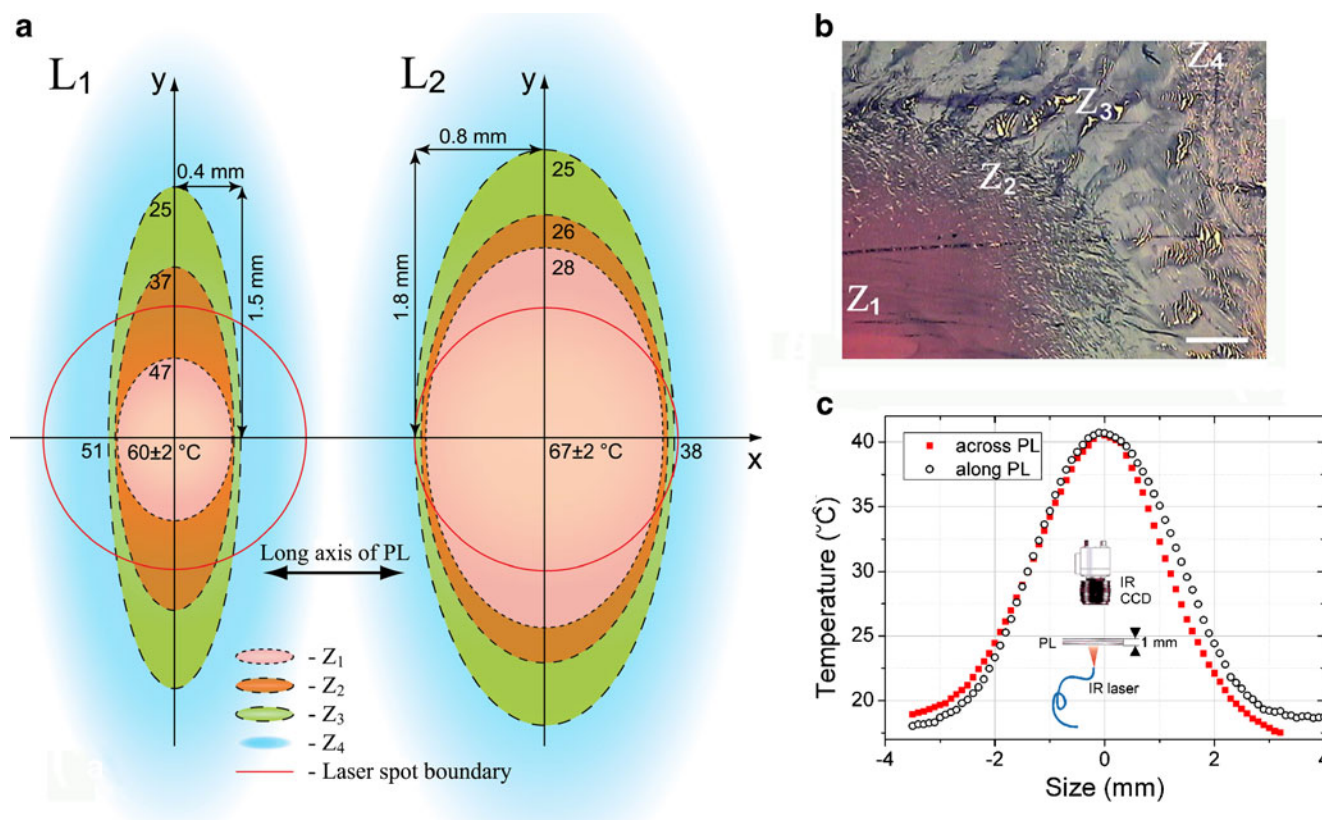 a
L1
y
L2
y
0.8 mm
0.4 mm
25
25
37
26
28
1.8 mm
1.5 mm
47
51
60±2 °C
67±2 °C
38
x
Long axis of PL
- Z1
- Z2
- Z3
- Z4
- Laser spot boundary
b
Z4
Z3
Z2
Z1
c
across PL
along PL
IR
CCD
PL
1 mm
IR laser
Temperature (°C)
40
35
30
25
20
-4
-2
0
2
4
Size (mm)